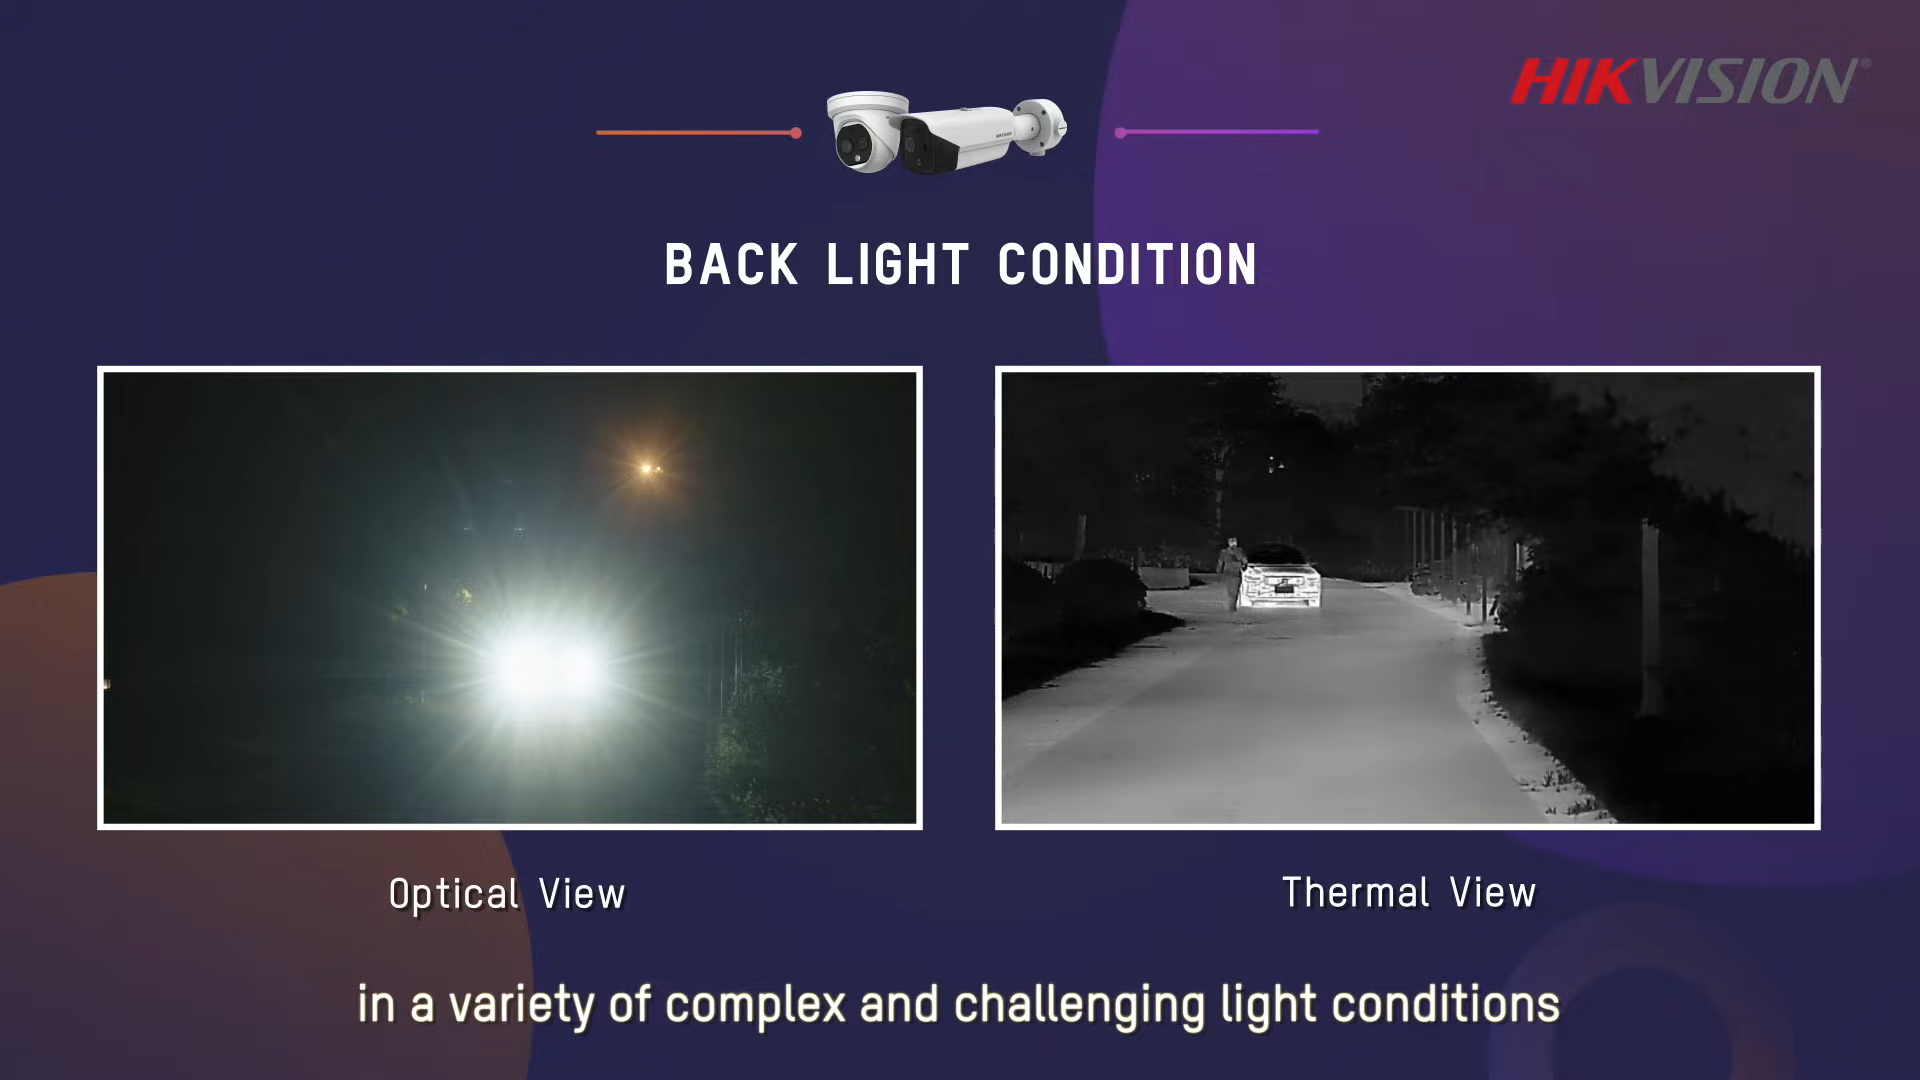 HIKVISION®
BACK LIGHT CONDITION
Optical View
Thermal View
in a variety of complex and challenging light conditions